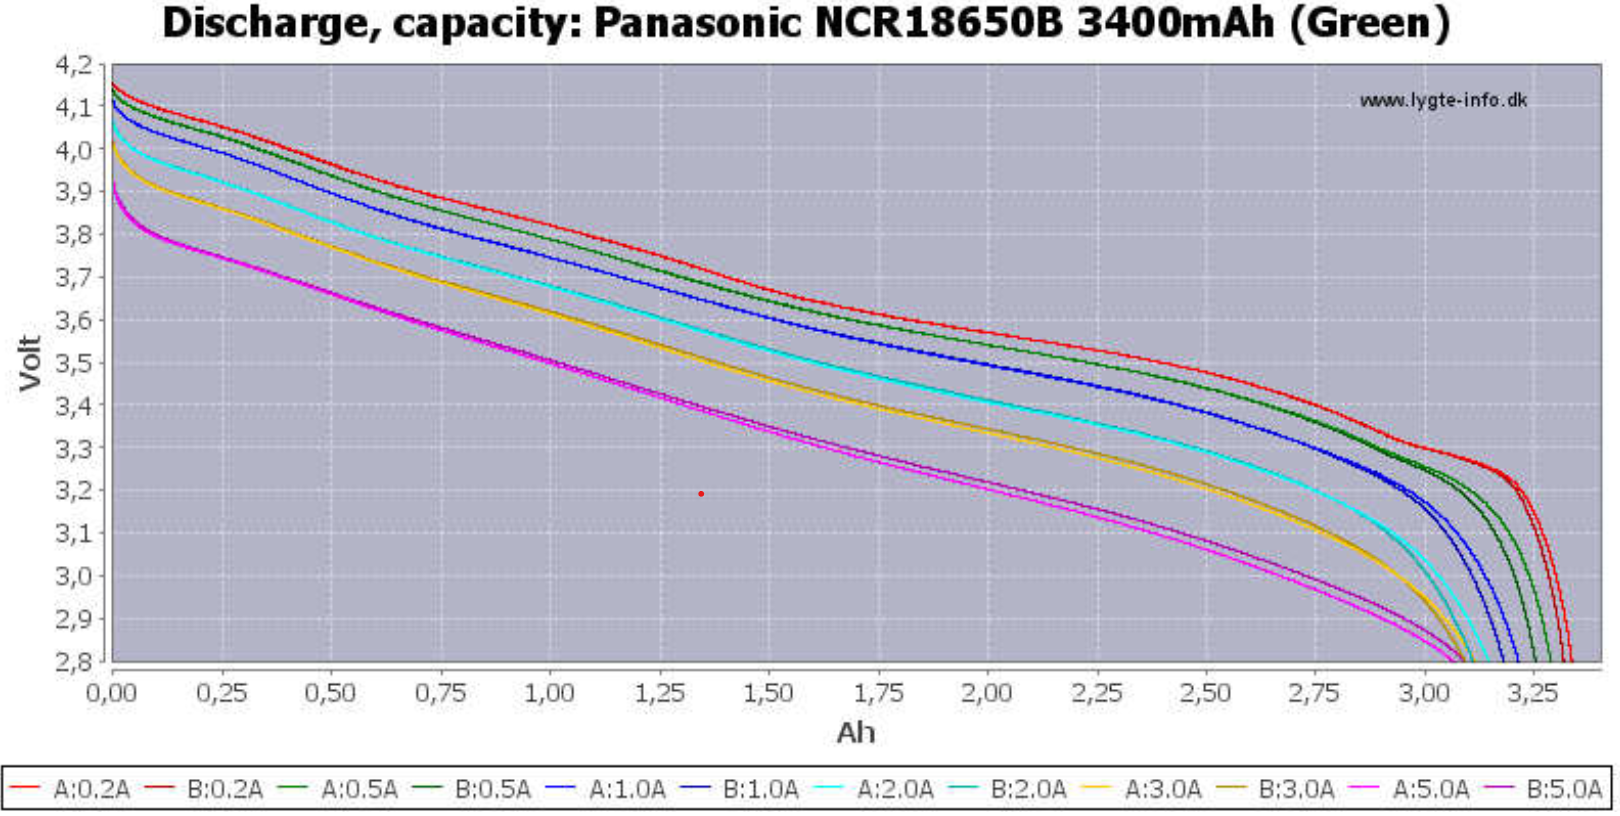 Discharge, capacity: Panasonic NCR18650B 3400mAh (Green)
4,2
4,1
4,0
3,9
3,8
3,7
3,6
3,5
3,4
3,3
3,2
3,1
3,0
2,9
2,8
Volt
www.lygte-info.dk
0,00 0,25 0,50 0,75 1,00 1,25 1,50 1,75 2,00 2,25 2,50 2,75 3,00 3,25
Ah
A:0.2A B:0.2A A:0.5A B:0.5A A:1.0A B:1.0A A:2.0A B:2.0A A:3.0A B:3.0A A:5.0A B:5.0A